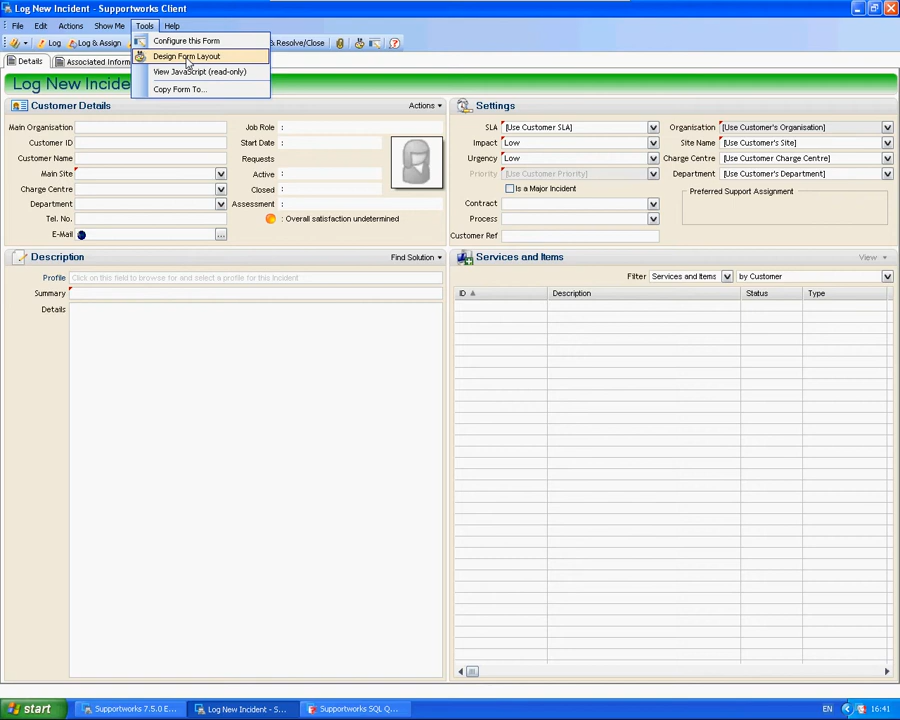 Log New Incident - Supportworks Client
File Edit Actions Show Me Tools Help
Log Log & Assign & Resolve/Close
Configure this Form
Design Form Layout
View JavaScript (read-only)
Copy Form To...
Details Associated Inform
Log New Incide
Customer Details Actions
Main Organisation
Customer ID
Customer Name
Main Site
Charge Centre
Department
Tel. No.
E-Mail ...
Job Role :
Start Date :
Requests
Active :
Closed :
Assessment :
: Overall satisfaction undetermined
Settings
SLA [Use Customer SLA]
Impact Low
Urgency Low
Priority [Use Customer Priority]
Is a Major Incident
Contract
Process
Customer Ref
Organisation [Use Customer's Organisation]
Site Name [Use Customer's Site]
Charge Centre [Use Customer Charge Centre]
Department [Use Customer's Department]
Preferred Support Assignment
Description Find Solution
Profile Click on this field to browse for and select a profile for this Incident
Summary
Details
Services and Items View
Filter Services and Items by Customer
ID Description Status Type
start Supportworks 7.5.0 E... Log New Incident - S... Supportworks SQL Q... EN 16:41